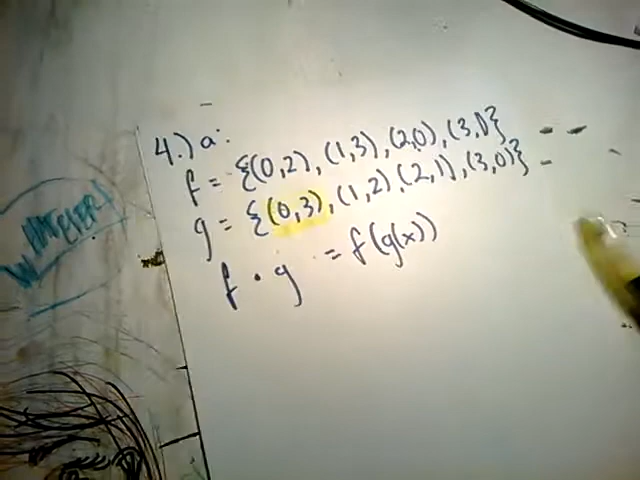 4.) a:
f = {(0,2), (1,3), (2,0), (3,1)}
g = {(0,3), (1,2), (2,1), (3,0)}
f · g = f(g(x))